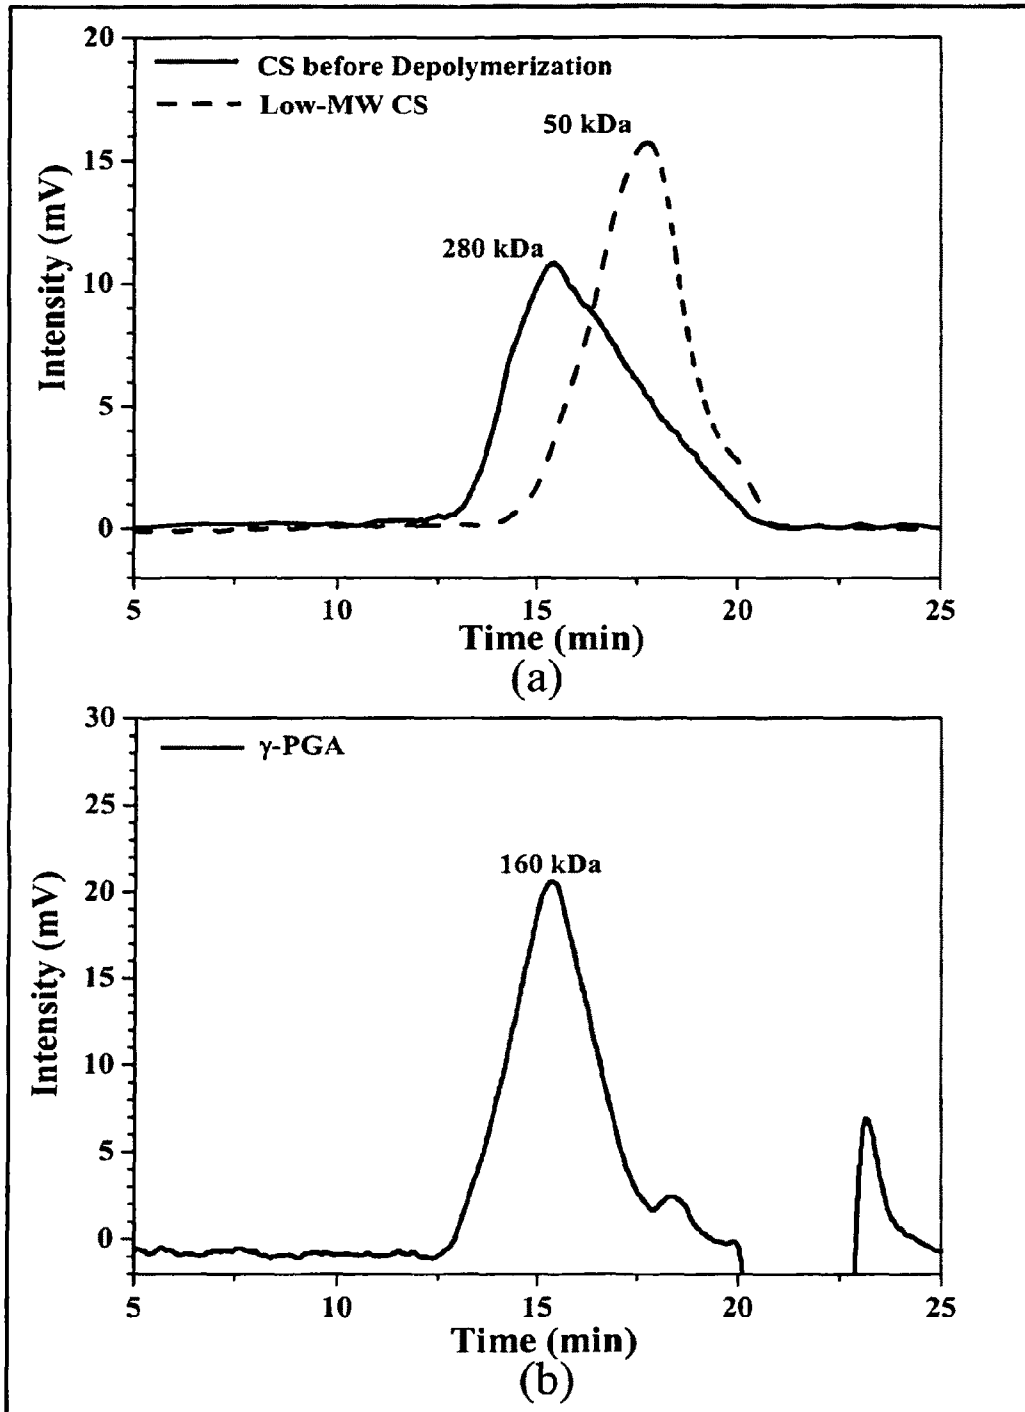 20
15
10
5
0
Intensity (mV)
CS before Depolymerization
Low-MW CS
50 kDa
280 kDa
5 10 15 20 25
Time (min)
(a)
30
25
20
15
10
5
0
Intensity (mV)
γ-PGA
160 kDa
5 10 15 20 25
Time (min)
(b)